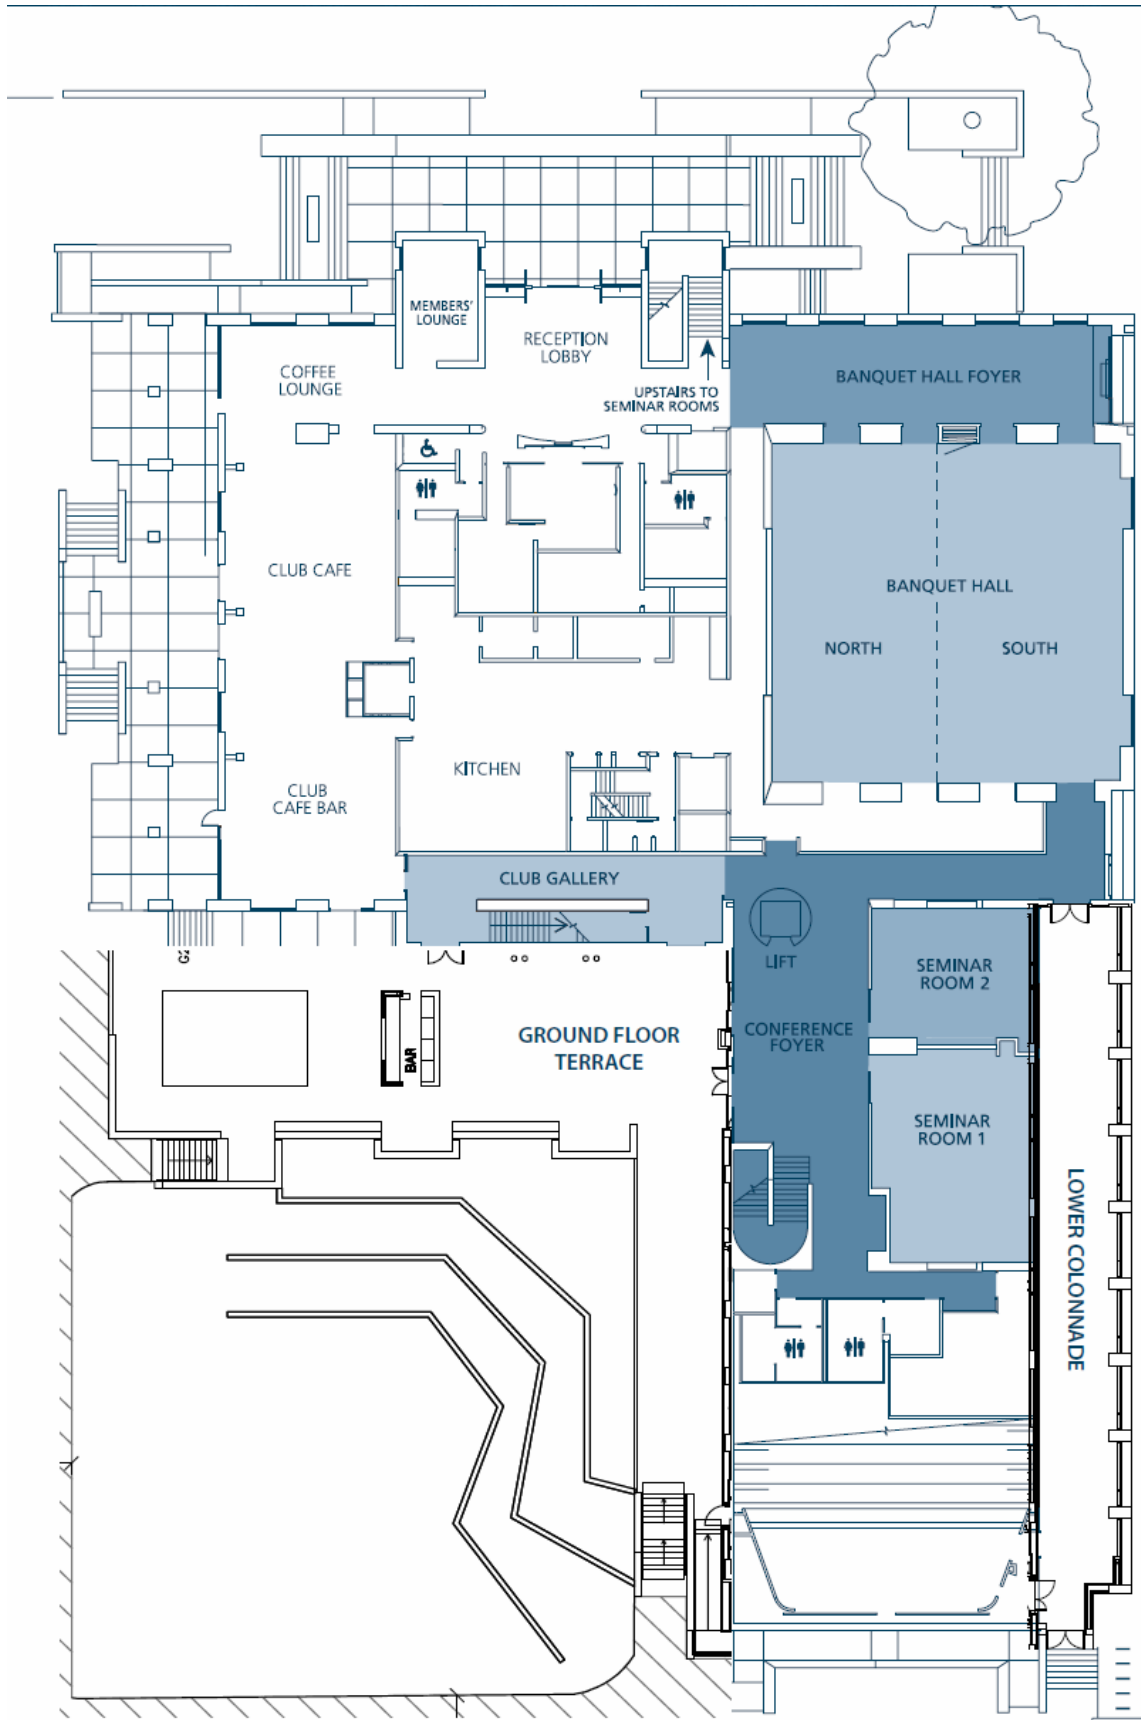 MEMBERS'
LOUNGE
RECEPTION
LOBBY
COFFEE
LOUNGE
UPSTAIRS TO
SEMINAR ROOMS
BANQUET HALL FOYER
CLUB CAFE
BANQUET HALL
NORTH
SOUTH
KITCHEN
CLUB
CAFE BAR
CLUB GALLERY
LIFT
SEMINAR
ROOM 2
GROUND FLOOR
TERRACE
BAR
CONFERENCE
FOYER
SEMINAR
ROOM 1
LOWER COLONNADE